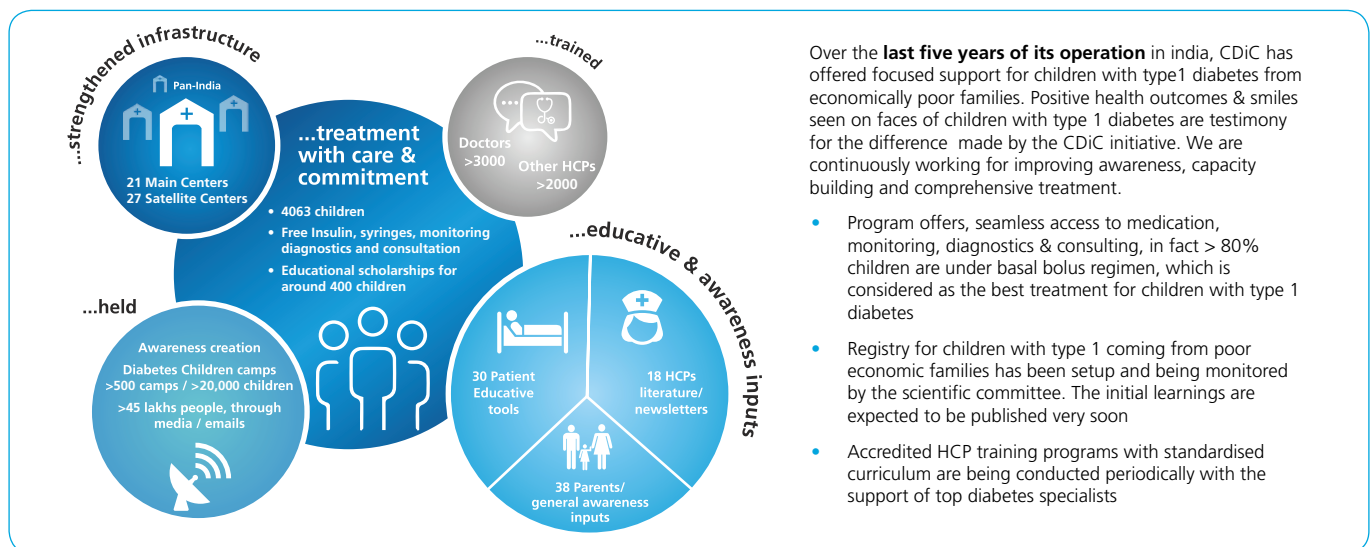 ...strengthened infrastructure
Pan-India
21 Main Centers
27 Satellite Centers
...trained
Doctors
>3000
Other HCPs
>2000
...treatment
with care &
commitment
• 4063 children
• Free Insulin, syringes, monitoring
diagnostics and consultation
• Educational scholarships for
around 400 children
...held
Awareness creation
Diabetes Children camps
>500 camps / >20,000 children
>45 lakhs people, through
media / emails
...educative & awareness inputs
30 Patient
Educative
tools
18 HCPs
literature/
newsletters
38 Parents/
general awareness
inputs
Over the last five years of its operation in india, CDiC has
offered focused support for children with type1 diabetes from
economically poor families. Positive health outcomes & smiles
seen on faces of children with type 1 diabetes are testimony
for the difference made by the CDiC initiative. We are
continuously working for improving awareness, capacity
building and comprehensive treatment.
• Program offers, seamless access to medication,
monitoring, diagnostics & consulting, in fact > 80%
children are under basal bolus regimen, which is
considered as the best treatment for children with type 1
diabetes
• Registry for children with type 1 coming from poor
economic families has been setup and being monitored
by the scientific committee. The initial learnings are
expected to be published very soon
• Accredited HCP training programs with standardised
curriculum are being conducted periodically with the
support of top diabetes specialists